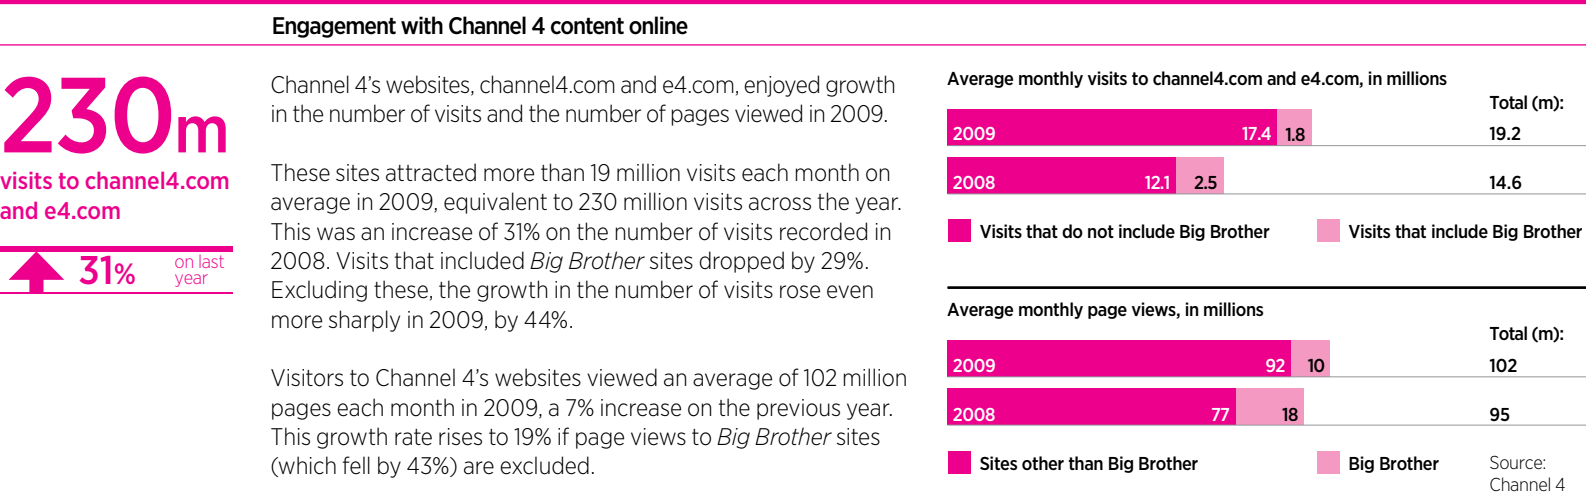 Engagement with Channel 4 content online
230m
visits to channel4.com
and e4.com
31% on last
year
Channel 4’s websites, channel4.com and e4.com, enjoyed growth
in the number of visits and the number of pages viewed in 2009.
These sites attracted more than 19 million visits each month on
average in 2009, equivalent to 230 million visits across the year.
This was an increase of 31% on the number of visits recorded in
2008. Visits that included Big Brother sites dropped by 29%.
Excluding these, the growth in the number of visits rose even
more sharply in 2009, by 44%.
Visitors to Channel 4’s websites viewed an average of 102 million
pages each month in 2009, a 7% increase on the previous year.
This growth rate rises to 19% if page views to Big Brother sites
(which fell by 43%) are excluded.
Average monthly visits to channel4.com and e4.com, in millions
Total (m):
2009 17.4 1.8 19.2
2008 12.1 2.5 14.6
Visits that do not include Big Brother Visits that include Big Brother
Average monthly page views, in millions
Total (m):
2009 92 10 102
2008 77 18 95
Sites other than Big Brother Big Brother Source:
Channel 4